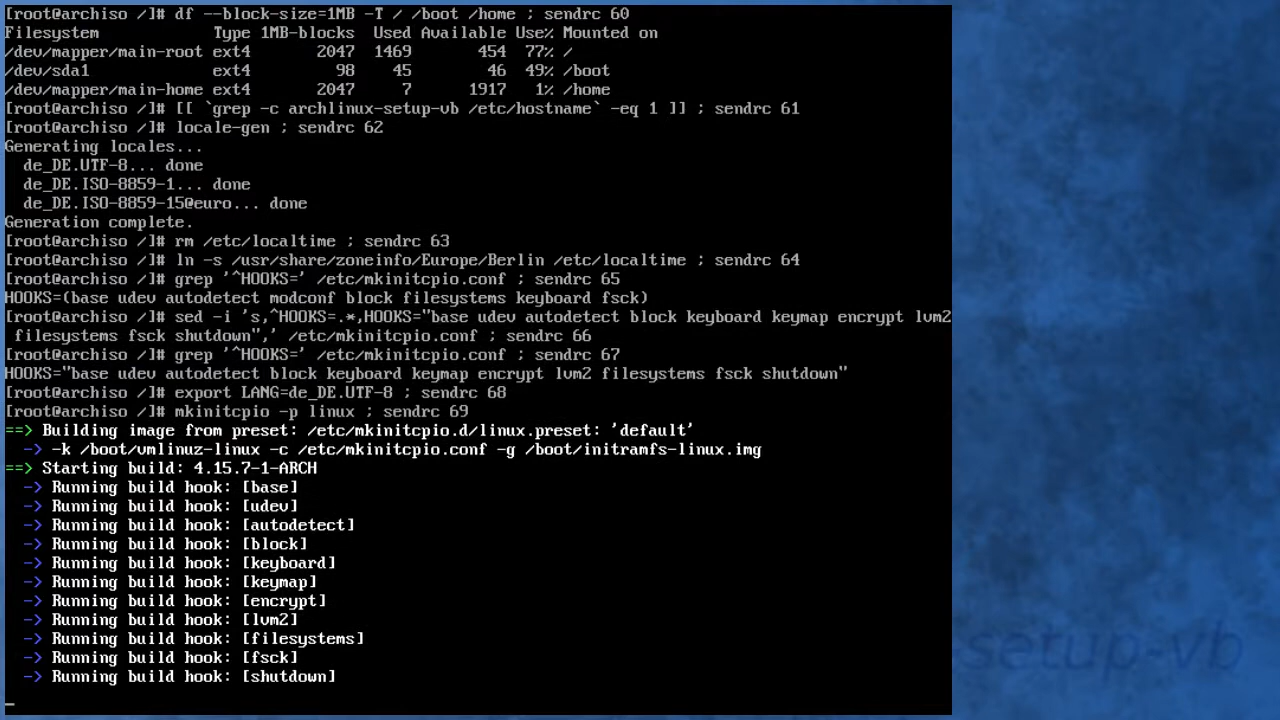 [root@archiso /]# df --block-size=1MB -T / /boot /home ; sendrc 60
Filesystem            Type 1MB-blocks  Used Available Use% Mounted on
/dev/mapper/main-root ext4       2047  1469       454  77% /
/dev/sda1             ext4         98    45        46  49% /boot
/dev/mapper/main-home ext4       2047     7      1917   1% /home
[root@archiso /]# [[ `grep -c archlinux-setup-vb /etc/hostname` -eq 1 ]] ; sendrc 61
[root@archiso /]# locale-gen ; sendrc 62
Generating locales...
  de_DE.UTF-8... done
  de_DE.ISO-8859-1... done
  de_DE.ISO-8859-15@euro... done
Generation complete.
[root@archiso /]# rm /etc/localtime ; sendrc 63
[root@archiso /]# ln -s /usr/share/zoneinfo/Europe/Berlin /etc/localtime ; sendrc 64
[root@archiso /]# grep '^HOOKS=' /etc/mkinitcpio.conf ; sendrc 65
HOOKS=(base udev autodetect modconf block filesystems keyboard fsck)
[root@archiso /]# sed -i 's,^HOOKS=.*,HOOKS="base udev autodetect block keyboard keymap encrypt lvm2
 filesystems fsck shutdown",' /etc/mkinitcpio.conf ; sendrc 66
[root@archiso /]# grep '^HOOKS=' /etc/mkinitcpio.conf ; sendrc 67
HOOKS="base udev autodetect block keyboard keymap encrypt lvm2 filesystems fsck shutdown"
[root@archiso /]# export LANG=de_DE.UTF-8 ; sendrc 68
[root@archiso /]# mkinitcpio -p linux ; sendrc 69
==> Building image from preset: /etc/mkinitcpio.d/linux.preset: 'default'
  -> -k /boot/vmlinuz-linux -c /etc/mkinitcpio.conf -g /boot/initramfs-linux.img
==> Starting build: 4.15.7-1-ARCH
  -> Running build hook: [base]
  -> Running build hook: [udev]
  -> Running build hook: [autodetect]
  -> Running build hook: [block]
  -> Running build hook: [keyboard]
  -> Running build hook: [keymap]
  -> Running build hook: [encrypt]
  -> Running build hook: [lvm2]
  -> Running build hook: [filesystems]
  -> Running build hook: [fsck]
  -> Running build hook: [shutdown]
setup-vb